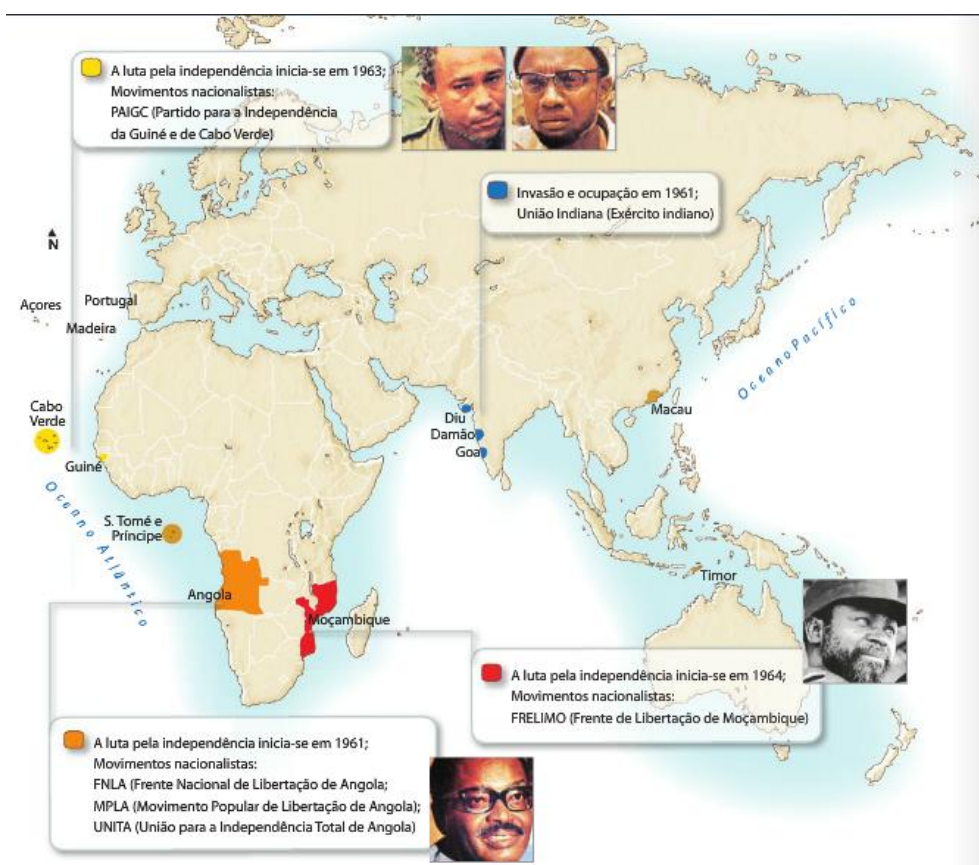 A luta pela independência inicia-se em 1963;
Movimentos nacionalistas:
PAIGC (Partido para a Independência
da Guiné e de Cabo Verde)
Invasão e ocupação em 1961;
União Indiana (Exército indiano)
N
Açores
Portugal
Madeira
Oceano Pacífico
Cabo
Verde
Guiné
Diu
Damão
Goa
Macau
Oceano Atlântico
S. Tomé e
Príncipe
Angola
Moçambique
Timor
A luta pela independência inicia-se em 1964;
Movimentos nacionalistas:
FRELIMO (Frente de Libertação de Moçambique)
A luta pela independência inicia-se em 1961;
Movimentos nacionalistas:
FNLA (Frente Nacional de Libertação de Angola;
MPLA (Movimento Popular de Libertação de Angola);
UNITA (União para a Independência Total de Angola)